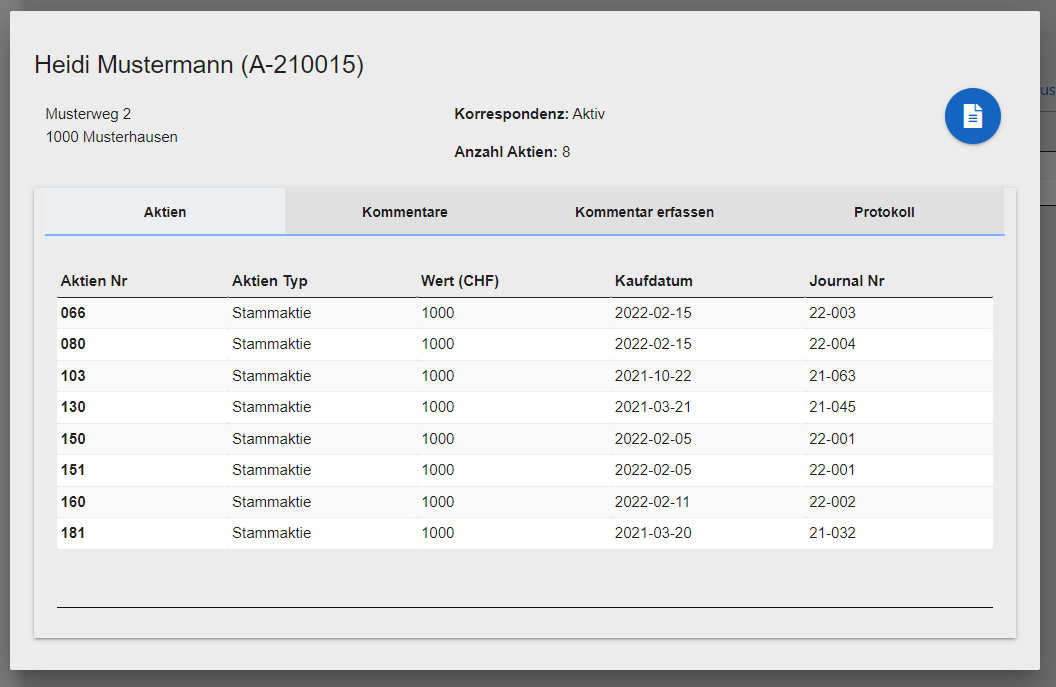 Heidi Mustermann (A-210015)
Musterweg 2
1000 Musterhausen
Korrespondenz: Aktiv
Anzahl Aktien: 8
Aktien Kommentare Kommentar erfassen Protokoll
Aktien Nr Aktien Typ Wert (CHF) Kaufdatum Journal Nr
066 Stammaktie 1000 2022-02-15 22-003
080 Stammaktie 1000 2022-02-15 22-004
103 Stammaktie 1000 2021-10-22 21-063
130 Stammaktie 1000 2021-03-21 21-045
150 Stammaktie 1000 2022-02-05 22-001
151 Stammaktie 1000 2022-02-05 22-001
160 Stammaktie 1000 2022-02-11 22-002
181 Stammaktie 1000 2021-03-20 21-032